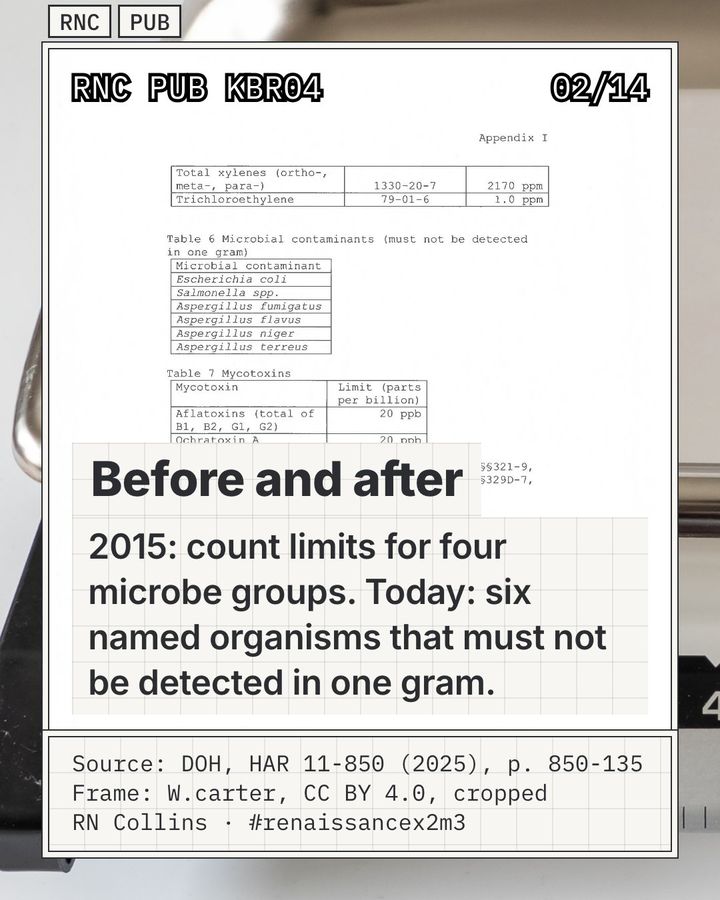 RNC PUB
RNC PUB KBR04 02/14
Appendix I
Total xylenes (ortho-,
meta-, para-) 1330-20-7 2170 ppm
Trichloroethylene 79-01-6 1.0 ppm
Table 6 Microbial contaminants (must not be detected
in one gram)
Microbial contaminant
Escherichia coli
Salmonella spp.
Aspergillus fumigatus
Aspergillus flavus
Aspergillus niger
Aspergillus terreus
Table 7 Mycotoxins
Mycotoxin Limit (parts
per billion)
Aflatoxins (total of 20 ppb
B1, B2, G1, G2)
Ochratoxin A 20 ppb
§§321-9,
§329D-7,
Before and after
2015: count limits for four
microbe groups. Today: six
named organisms that must not
be detected in one gram.
4
Source: DOH, HAR 11-850 (2025), p. 850-135
Frame: W.carter, CC BY 4.0, cropped
RN Collins · #renaissancex2m3